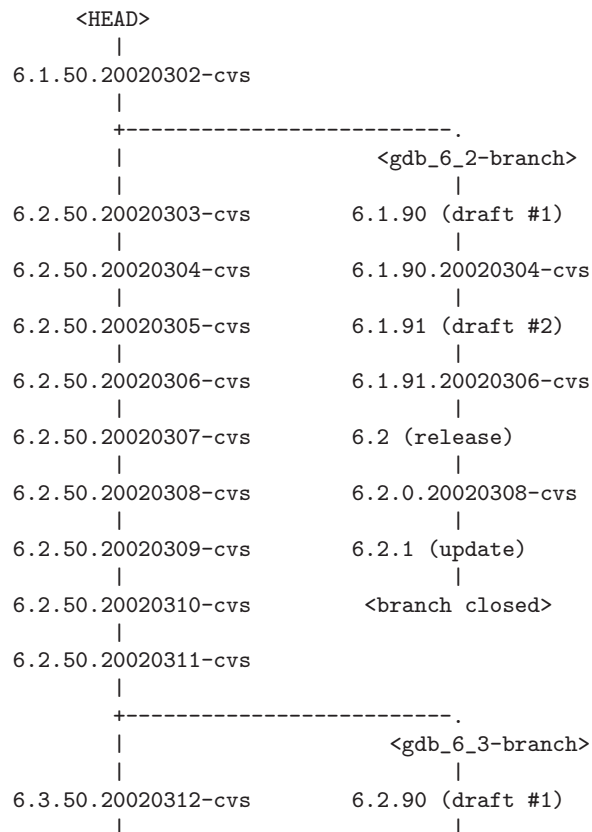 <HEAD>
        |
6.1.50.20020302-cvs
        |
        +--------------------------.
        |                    <gdb_6_2-branch>
        |                          |
6.2.50.20020303-cvs        6.1.90 (draft #1)
        |                          |
6.2.50.20020304-cvs        6.1.90.20020304-cvs
        |                          |
6.2.50.20020305-cvs        6.1.91 (draft #2)
        |                          |
6.2.50.20020306-cvs        6.1.91.20020306-cvs
        |                          |
6.2.50.20020307-cvs        6.2 (release)
        |                          |
6.2.50.20020308-cvs        6.2.0.20020308-cvs
        |                          |
6.2.50.20020309-cvs        6.2.1 (update)
        |                          |
6.2.50.20020310-cvs         <branch closed>
        |
6.2.50.20020311-cvs
        |
        +--------------------------.
        |                     <gdb_6_3-branch>
        |                          |
6.3.50.20020312-cvs        6.2.90 (draft #1)
        |                          |